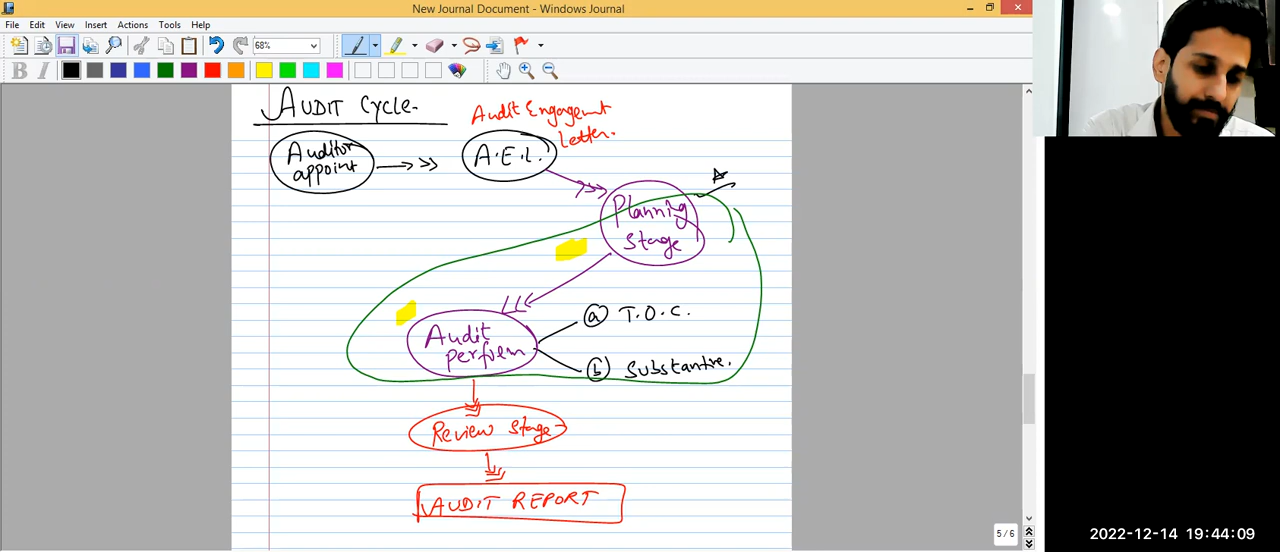 New Journal Document - Windows Journal
File Edit View Insert Actions Tools Help
68%
B I
AUDIT Cycle-
Audit Engagement
Letter.
Auditor
appoint
A.E.L.
Planning
Stage
Audit
perform
(a) T.O.C.
(b) Substantive.
Review Stage
AUDIT REPORT
5 / 6
2022-12-14 19:44:09